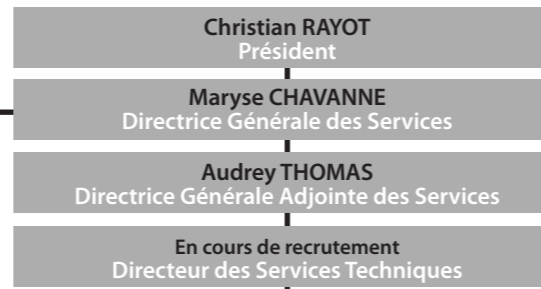 Christian RAYOT
Président
Maryse CHAVANNE
Directrice Générale des Services
Audrey THOMAS
Directrice Générale Adjointe des Services
En cours de recrutement
Directeur des Services Techniques